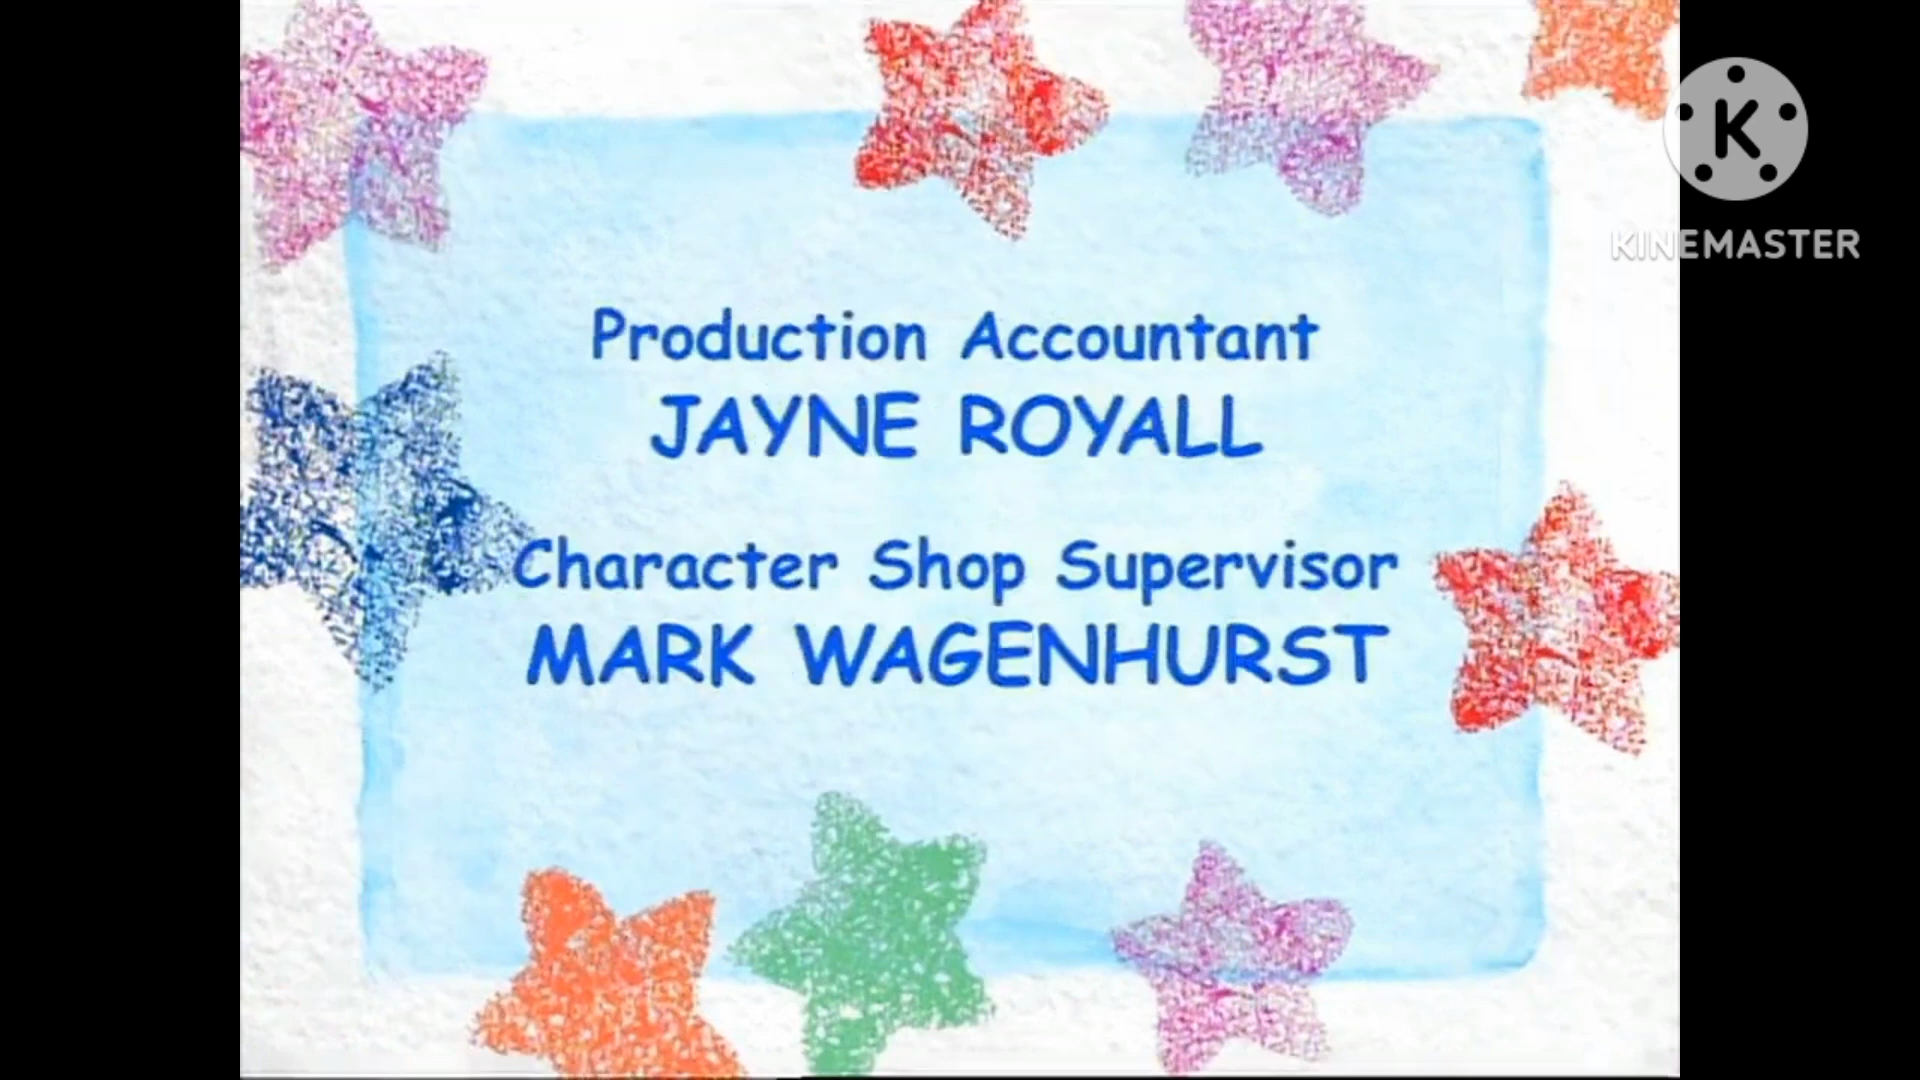 Production Accountant
JAYNE ROYALL
Character Shop Supervisor
MARK WAGENHURST
K
KINEMASTER